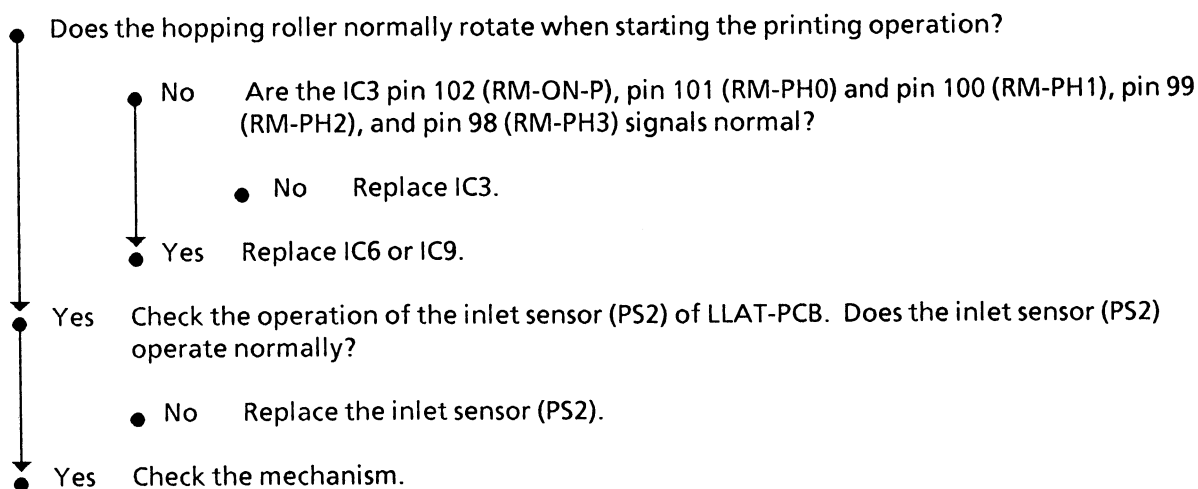 Does the hopping roller normally rotate when starting the printing operation?
No Are the IC3 pin 102 (RM-ON-P), pin 101 (RM-PH0) and pin 100 (RM-PH1), pin 99
(RM-PH2), and pin 98 (RM-PH3) signals normal?
No Replace IC3.
Yes Replace IC6 or IC9.
Yes Check the operation of the inlet sensor (PS2) of LLAT-PCB. Does the inlet sensor (PS2)
operate normally?
No Replace the inlet sensor (PS2).
Yes Check the mechanism.